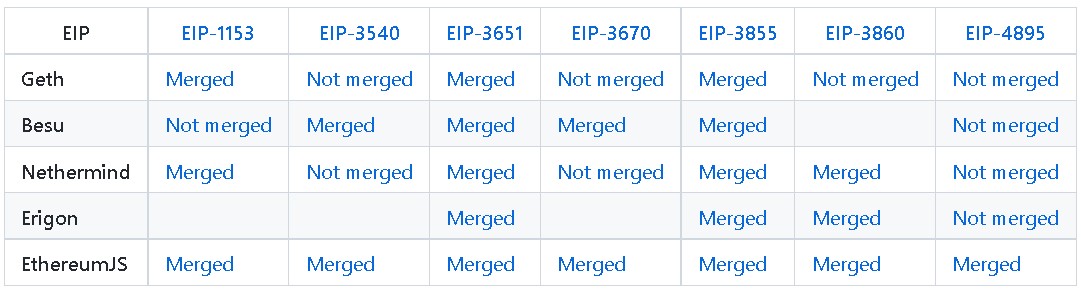 EIP EIP-1153 EIP-3540 EIP-3651 EIP-3670 EIP-3855 EIP-3860 EIP-4895
Geth Merged Not merged Merged Not merged Merged Not merged Not merged
Besu Not merged Merged Merged Merged Merged Not merged
Nethermind Merged Not merged Merged Not merged Merged Merged Not merged
Erigon Merged Merged Merged Not merged
EthereumJS Merged Merged Merged Merged Merged Merged Merged